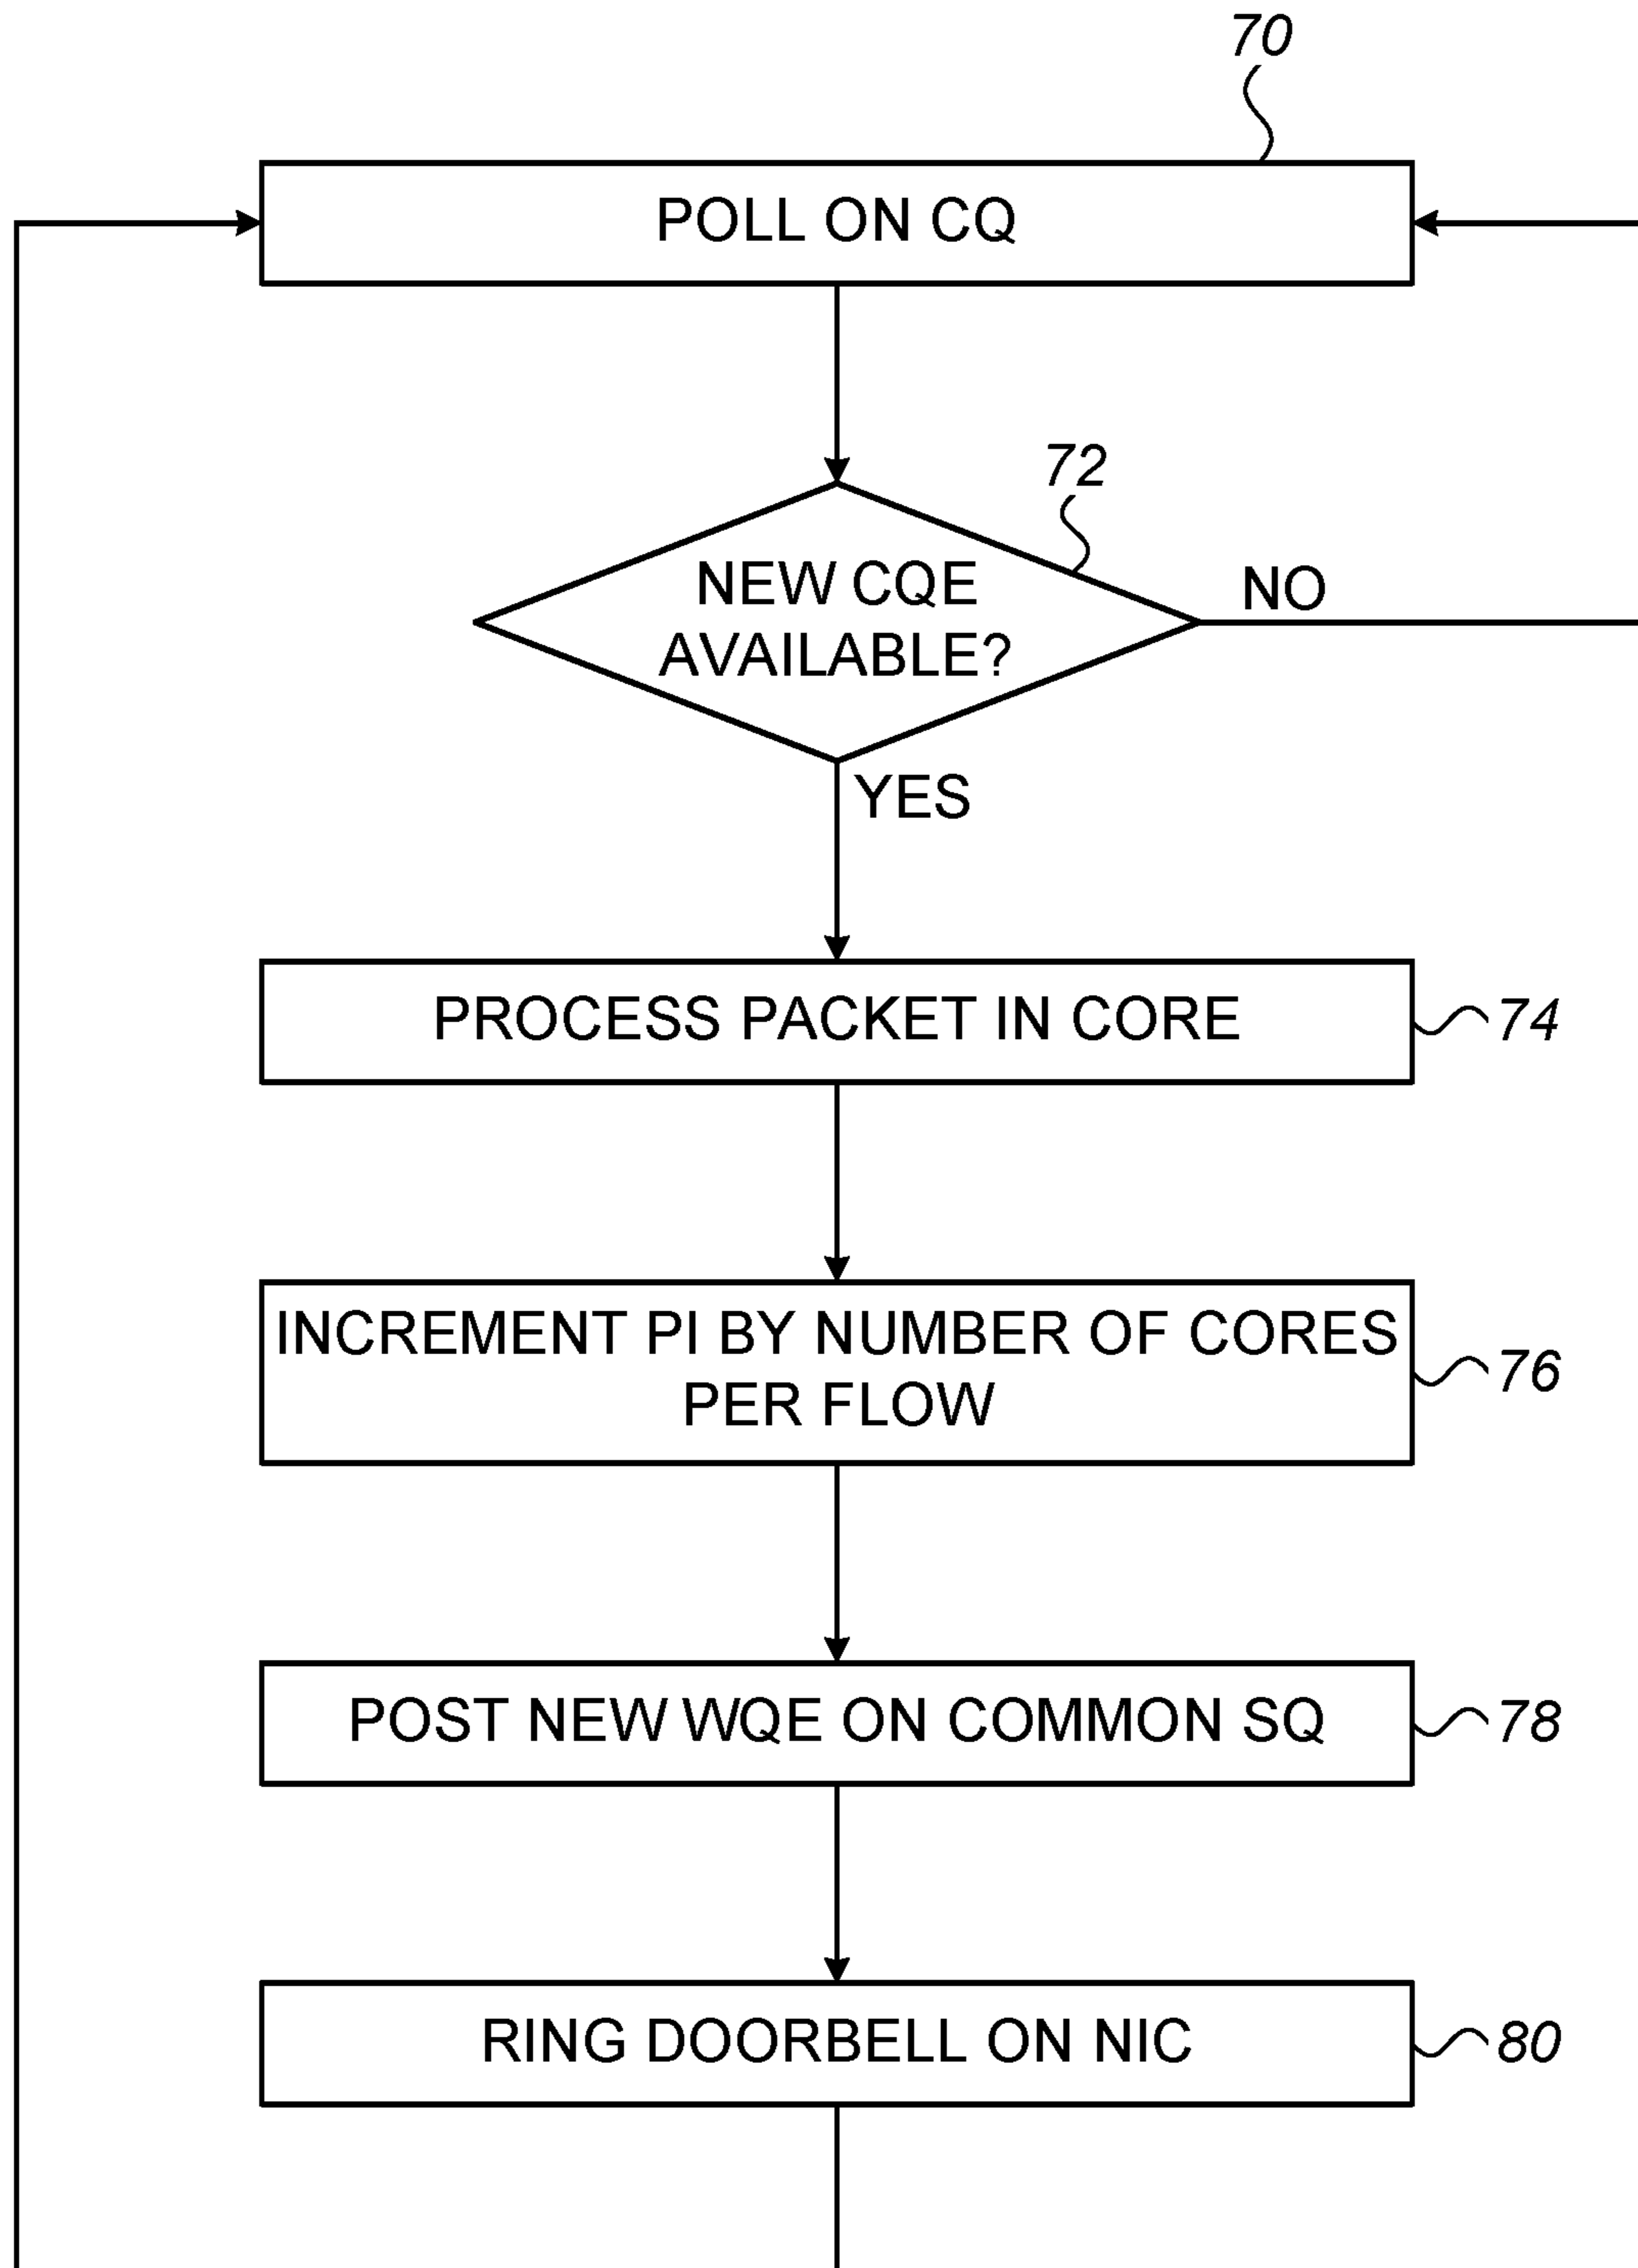 70
POLL ON CQ
72
NEW CQE
AVAILABLE?
NO
YES
PROCESS PACKET IN CORE
74
INCREMENT PI BY NUMBER OF CORES
PER FLOW
76
POST NEW WQE ON COMMON SQ
78
RING DOORBELL ON NIC
80